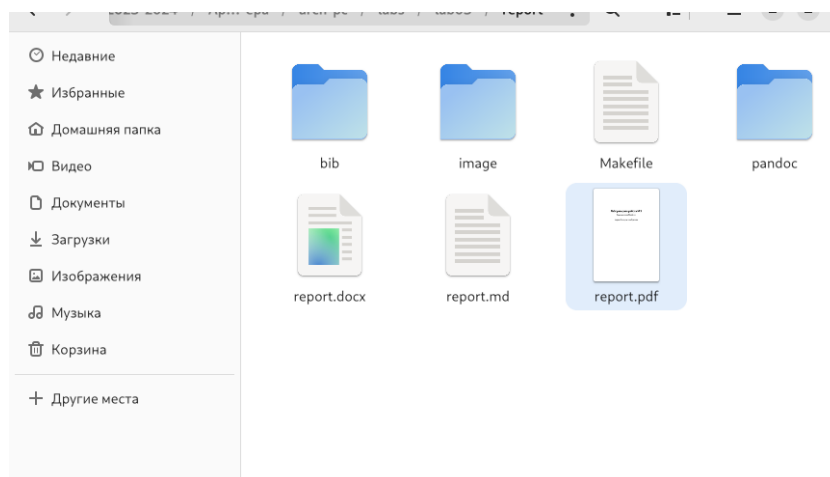 report
Недавние
Избранные
Домашняя папка
Видео
Документы
Загрузки
Изображения
Музыка
Корзина
Другие места
bib
image
Makefile
pandoc
report.docx
report.md
report.pdf